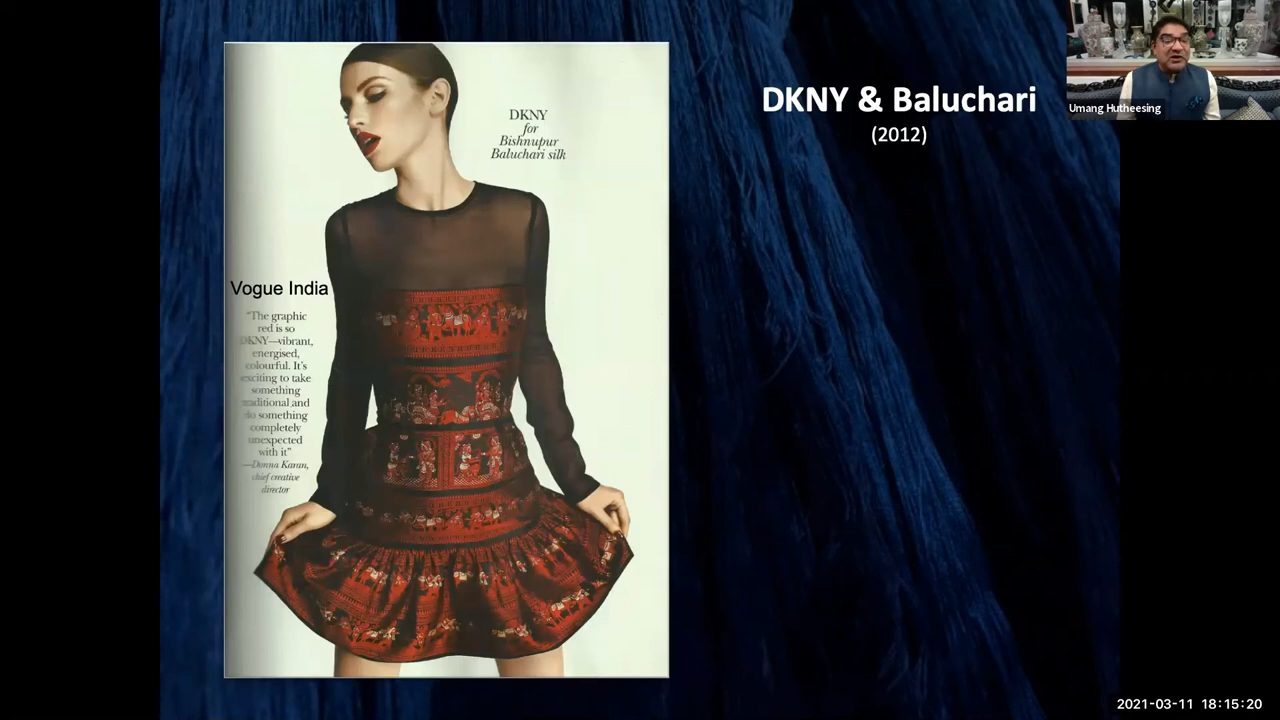 DKNY & Baluchari
(2012)
Umang Hutheesing
DKNY
for
Bishnupur
Baluchari silk
Vogue India
"The graphic
red is so
DKNY—vibrant,
energised,
colourful. It's
exciting to take
something
traditional and
do something
completely
unexpected
with it"
—Donna Karan,
chief creative
director
2021-03-11 18:15:20